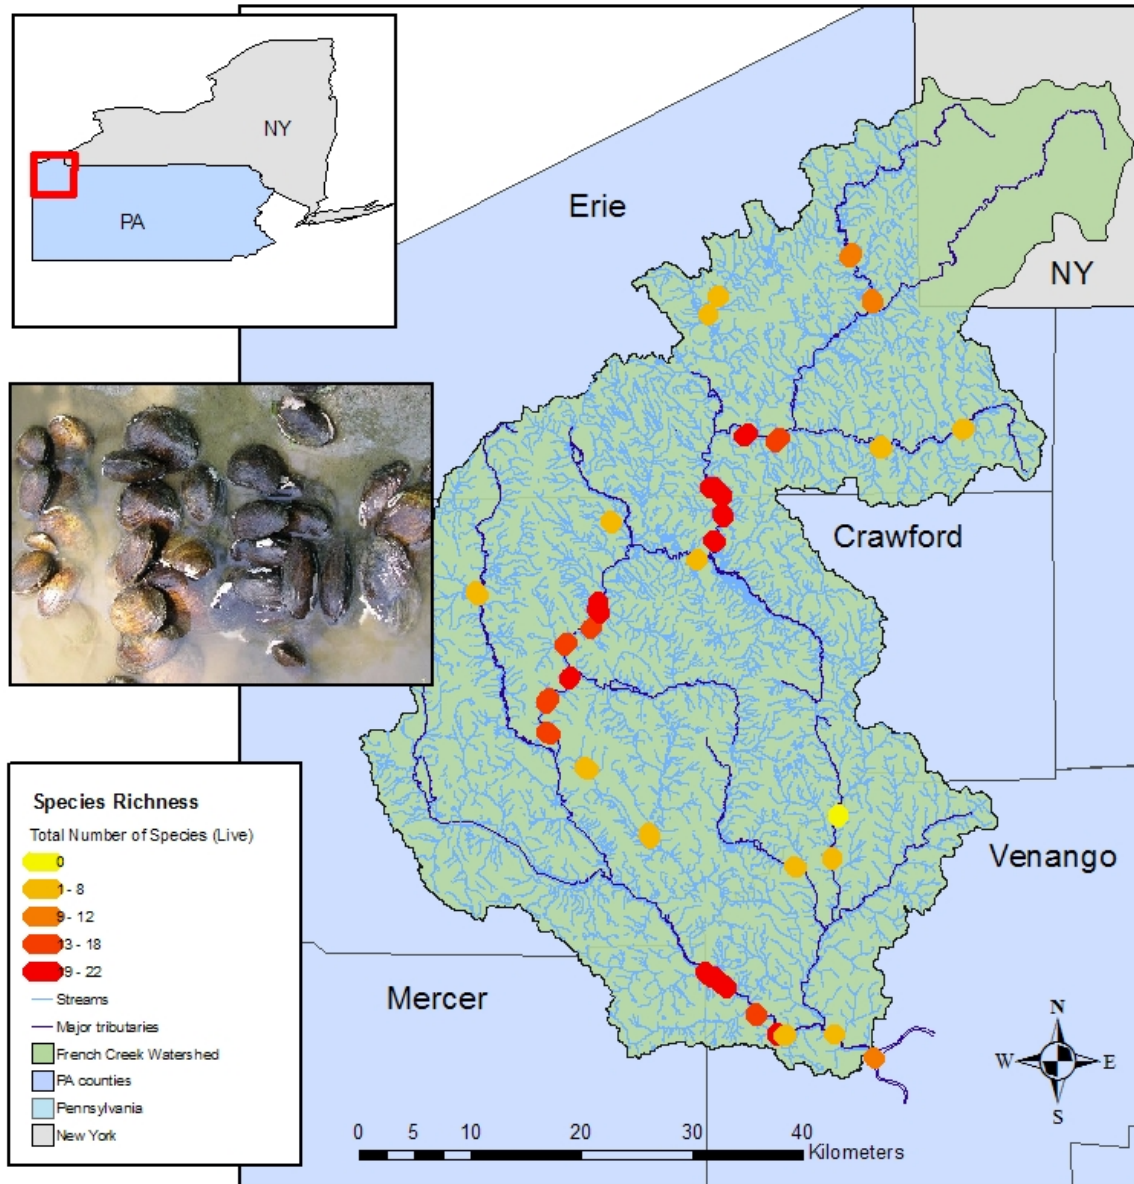 NY
PA
Erie
NY
Crawford
Venango
Mercer
Species Richness
Total Number of Species (Live)
0
1 - 8
9 - 12
13 - 18
19 - 22
Streams
Major tributaries
French Creek Watershed
PA counties
Pennsylvania
New York
N
W E
S
0 5 10 20 30 40
Kilometers